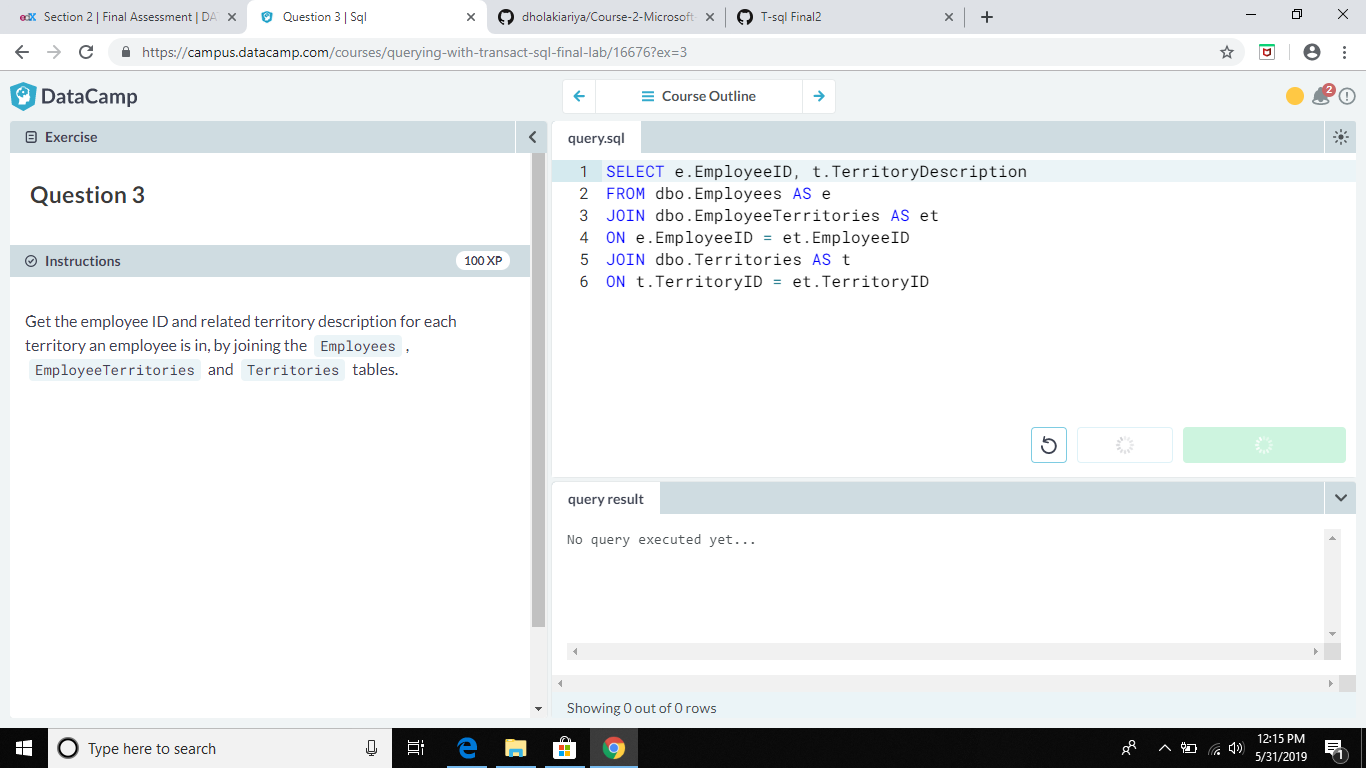 edX Section 2 | Final Assessment | DA
Question 3 | Sql
dholakiariya/Course-2-Microsoft-
T-sql Final2
https://campus.datacamp.com/courses/querying-with-transact-sql-final-lab/16676?ex=3
DataCamp
Course Outline
2
Exercise
query.sql
Question 3
Instructions
100 XP
Get the employee ID and related territory description for each
territory an employee is in, by joining the Employees ,
EmployeeTerritories and Territories tables.
1 SELECT e.EmployeeID, t.TerritoryDescription
2 FROM dbo.Employees AS e
3 JOIN dbo.EmployeeTerritories AS et
4 ON e.EmployeeID = et.EmployeeID
5 JOIN dbo.Territories AS t
6 ON t.TerritoryID = et.TerritoryID
query result
No query executed yet...
Showing 0 out of 0 rows
Type here to search
12:15 PM
5/31/2019
1